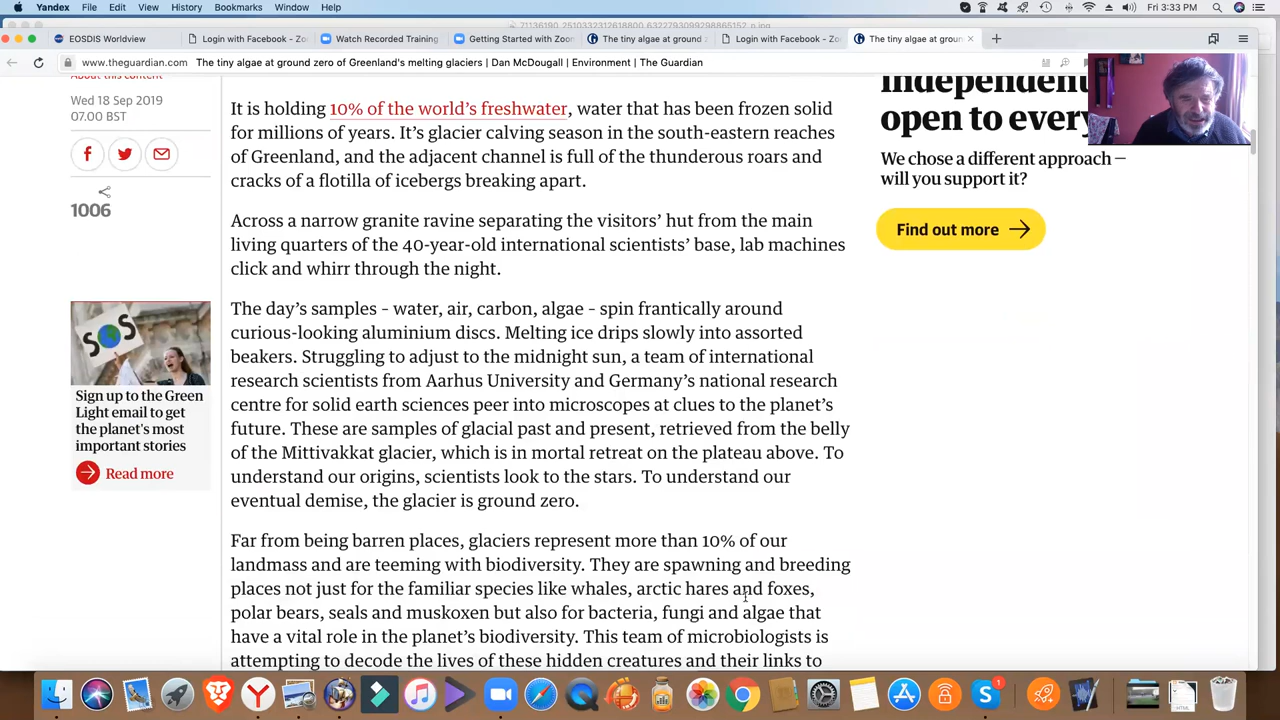 Yandex File Edit View History Bookmarks Window Help Fri 3:33 PM
71136190_2510332312618800_6322793099298865152_n.jpg
EOSDIS Worldview Login with Facebook - Zo Watch Recorded Training Getting Started with Zoom The tiny algae at ground z Login with Facebook - Zo The tiny algae at groun
www.theguardian.com The tiny algae at ground zero of Greenland's melting glaciers | Dan McDougall | Environment | The Guardian
About this content
Wed 18 Sep 2019
07.00 BST
1006
SOS
Sign up to the Green
Light email to get
the planet's most
important stories
Read more
It is holding 10% of the world's freshwater, water that has been frozen solid
for millions of years. It's glacier calving season in the south-eastern reaches
of Greenland, and the adjacent channel is full of the thunderous roars and
cracks of a flotilla of icebergs breaking apart.
Across a narrow granite ravine separating the visitors' hut from the main
living quarters of the 40-year-old international scientists' base, lab machines
click and whirr through the night.
The day's samples – water, air, carbon, algae – spin frantically around
curious-looking aluminium discs. Melting ice drips slowly into assorted
beakers. Struggling to adjust to the midnight sun, a team of international
research scientists from Aarhus University and Germany's national research
centre for solid earth sciences peer into microscopes at clues to the planet's
future. These are samples of glacial past and present, retrieved from the belly
of the Mittivakkat glacier, which is in mortal retreat on the plateau above. To
understand our origins, scientists look to the stars. To understand our
eventual demise, the glacier is ground zero.
Far from being barren places, glaciers represent more than 10% of our
landmass and are teeming with biodiversity. They are spawning and breeding
places not just for the familiar species like whales, arctic hares and foxes,
polar bears, seals and muskoxen but also for bacteria, fungi and algae that
have a vital role in the planet's biodiversity. This team of microbiologists is
attempting to decode the lives of these hidden creatures and their links to
independent
open to every
We chose a different approach —
will you support it?
Find out more
1
HTML